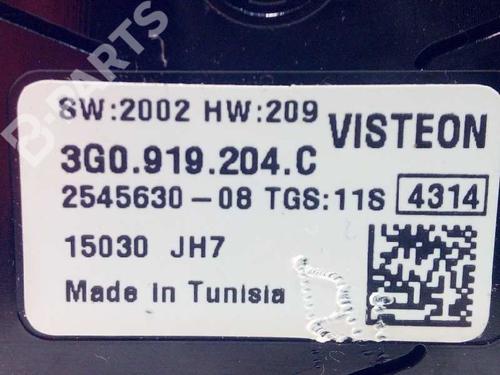 B-PARTS
SW:2002 HW:209
VISTEON
3G0.919.204.C
2545630-08 TGS:11S 4314
15030 JH7
Made In Tunisia